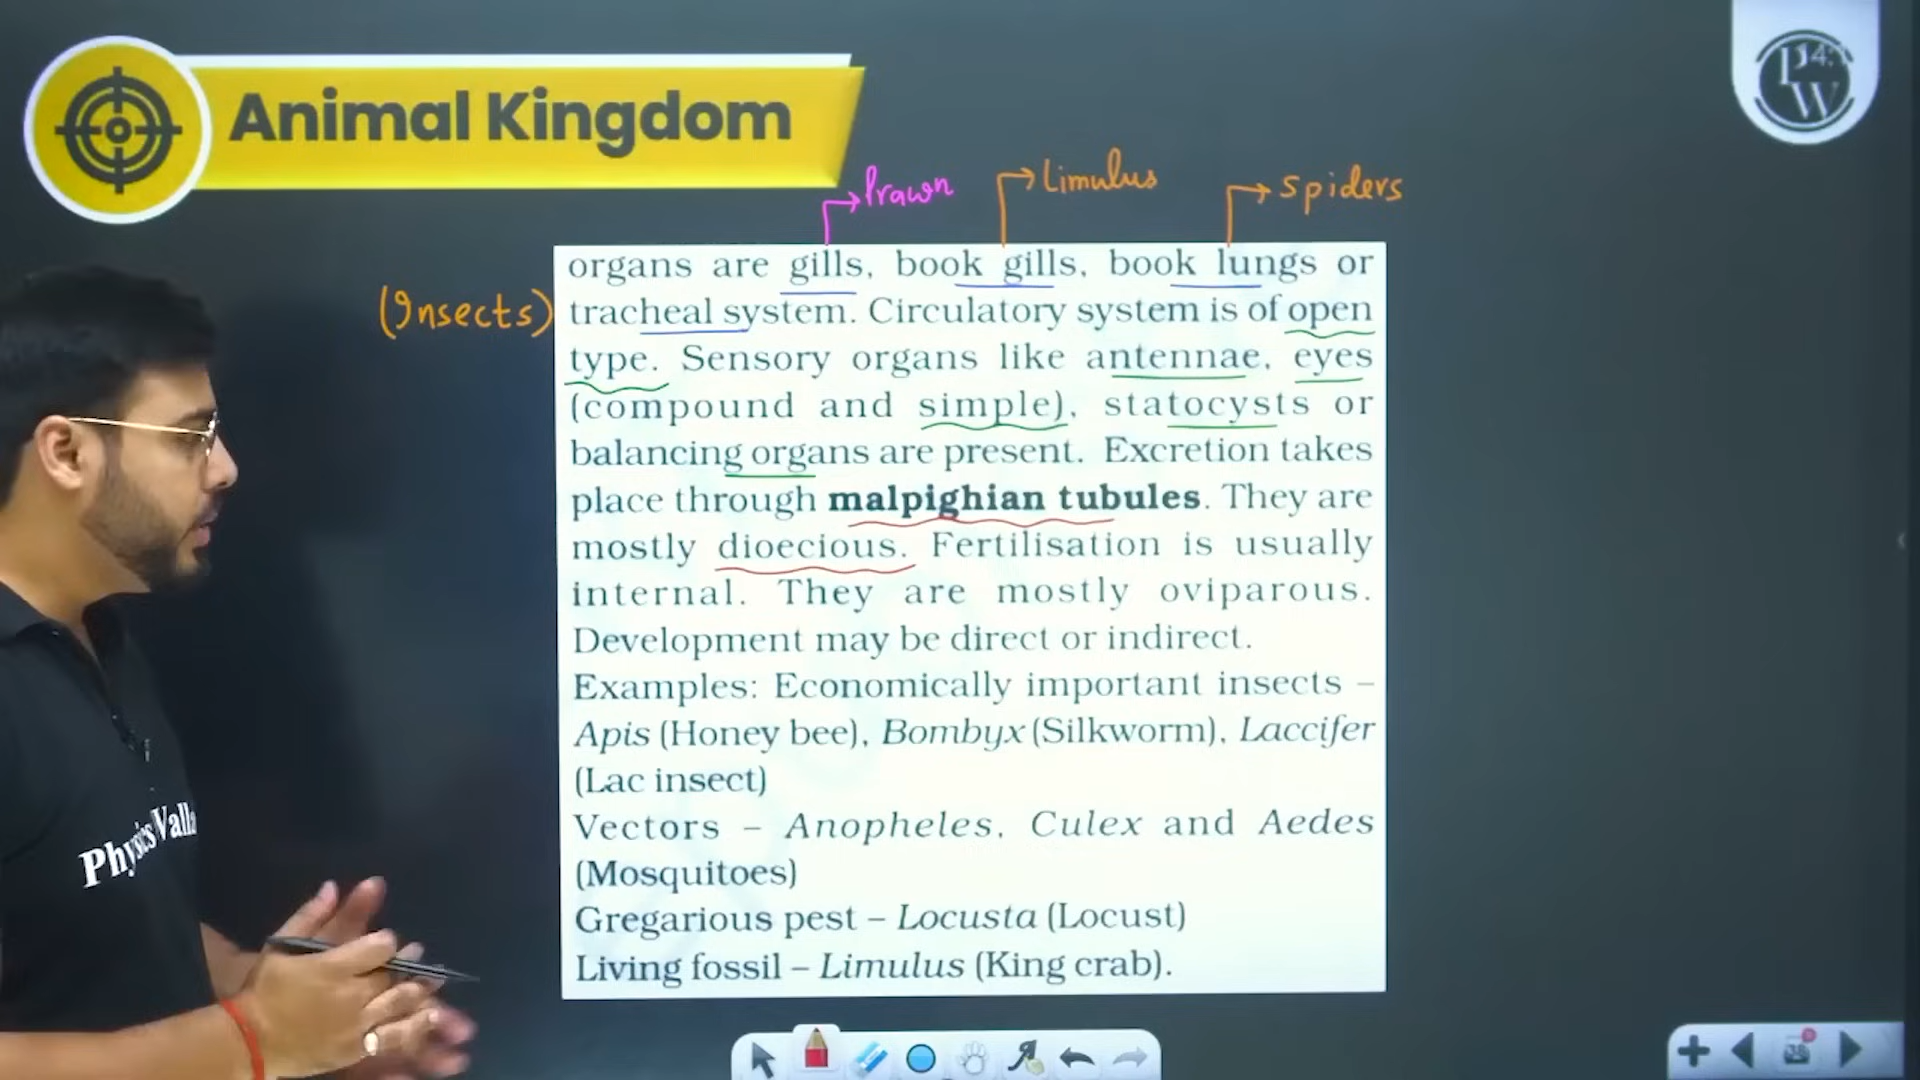 Animal Kingdom
PW
Prawn
Limulus
Spiders
organs are gills, book gills, book lungs or
(Insects)
tracheal system. Circulatory system is of open
type. Sensory organs like antennae, eyes
(compound and simple), statocysts or
balancing organs are present. Excretion takes
place through malpighian tubules. They are
mostly dioecious. Fertilisation is usually
internal. They are mostly oviparous.
Development may be direct or indirect.
Examples: Economically important insects –
Apis (Honey bee), Bombyx (Silkworm), Laccifer
(Lac insect)
Vectors – Anopheles, Culex and Aedes
(Mosquitoes)
Gregarious pest – Locusta (Locust)
Living fossil – Limulus (King crab).
Physics Valla